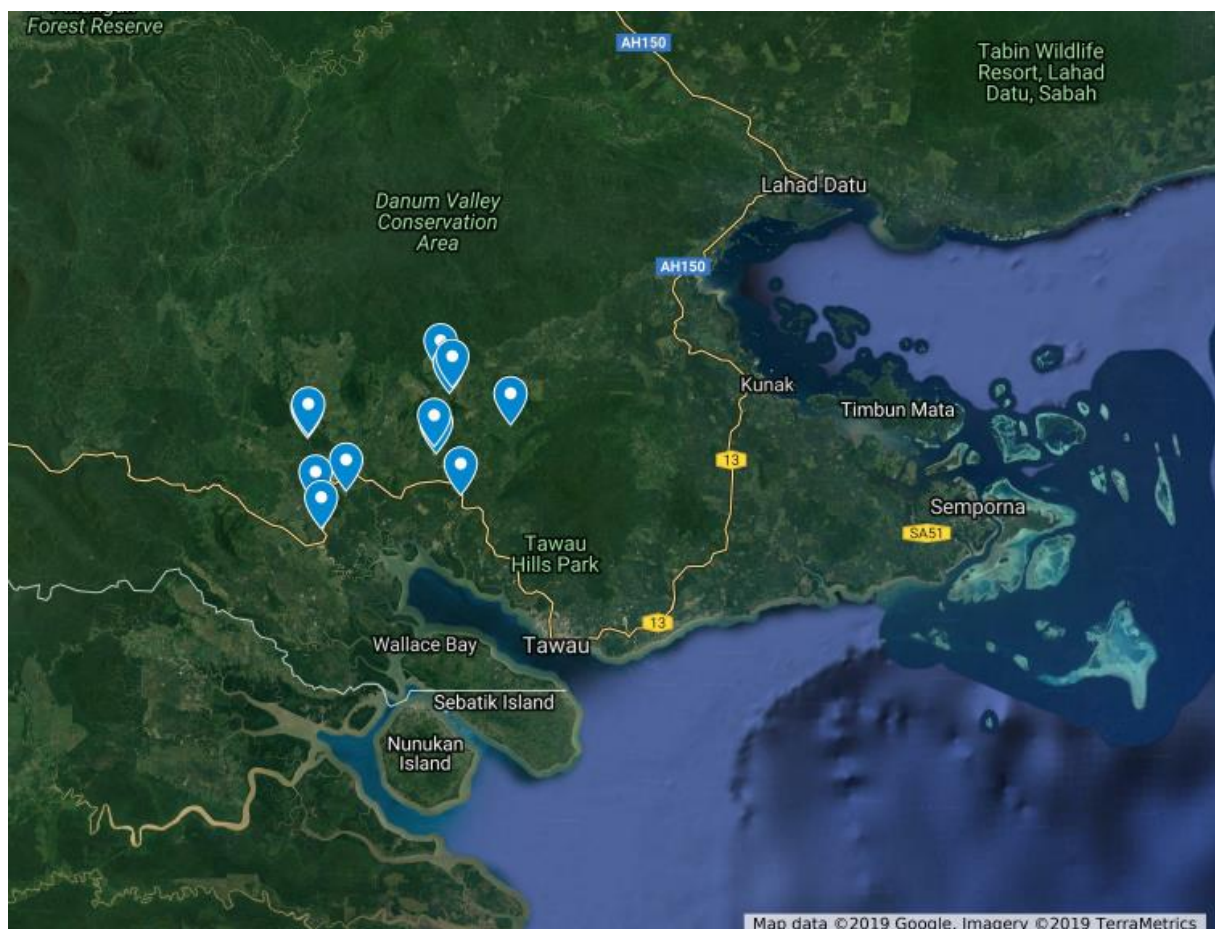 Forest Reserve
AH150
Tabin Wildlife
Resort, Lahad
Datu, Sabah
Lahad Datu
Danum Valley
Conservation
Area
AH150
Kunak
Timbun Mata
13
Semporna
SA51
Tawau
Hills Park
13
Tawau
Wallace Bay
Sebatik Island
Nunukan
Island
Map data ©2019 Google, Imagery ©2019 TerraMetrics